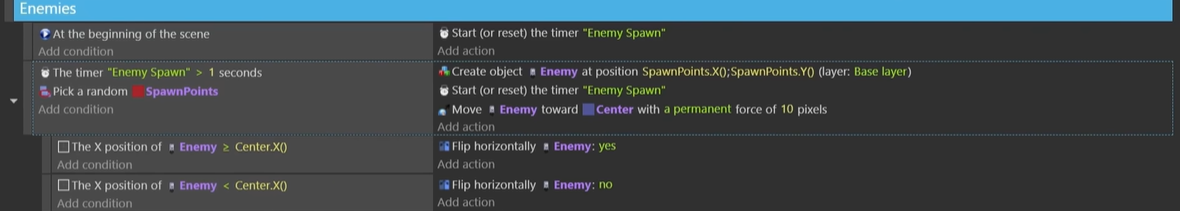 Enemies
At the beginning of the scene
Add condition
Start (or reset) the timer "Enemy Spawn"
Add action
The timer "Enemy Spawn" > 1 seconds
Pick a random SpawnPoints
Add condition
Create object Enemy at position SpawnPoints.X();SpawnPoints.Y() (layer: Base layer)
Start (or reset) the timer "Enemy Spawn"
Move Enemy toward Center with a permanent force of 10 pixels
Add action
The X position of Enemy ≥ Center.X()
Add condition
Flip horizontally Enemy: yes
Add action
The X position of Enemy < Center.X()
Add condition
Flip horizontally Enemy: no
Add action